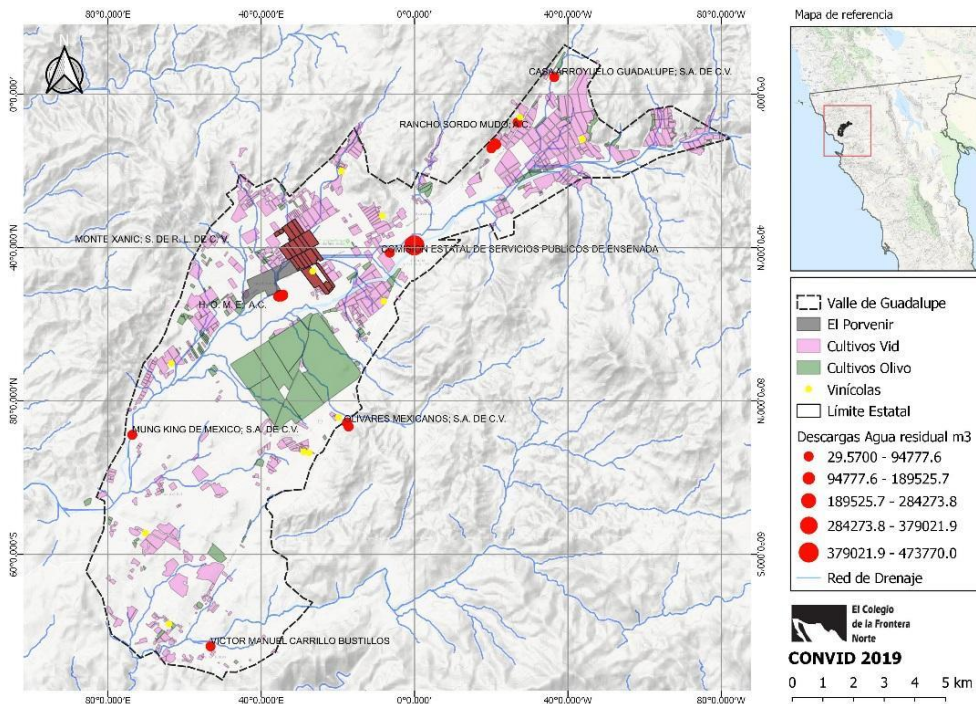 80°0.000'W
40°0.000'W
0°0.000'
40°0.000'W
80°0.000'W
Mapa de referencia
N
CASA ARROYUELO GUADALUPE; S.A. DE C.V.
0°0.000'
0°0.000'
RANCHO SORDO MUDO; A.C.
MONTE XANIC; S. DE R. L. DE C. V.
COMISION ESTATAL DE SERVICIOS PUBLICOS DE ENSENADA
40°0.000'N
H. O. M. E; A.C.
OLIVARES MEXICANOS; S.A. DE C.V.
MUNG KING DE MEXICO; S.A. DE C.V.
VICTOR MANUEL CARRILLO BUSTILLOS
80°0.000'W
40°0.000'W
0°0.000'
40°0.000'W
80°0.000'W
Valle de Guadalupe
El Porvenir
Cultivos Vid
Cultivos Olivo
Vinícolas
Límite Estatal
Descargas Agua residual m3
29.5700 - 94777.6
94777.6 - 189525.7
189525.7 - 284273.8
284273.8 - 379021.9
379021.9 - 473770.0
Red de Drenaje
El Colegio
de la Frontera
Norte
CONVID 2019
0 1 2 3 4 5 km